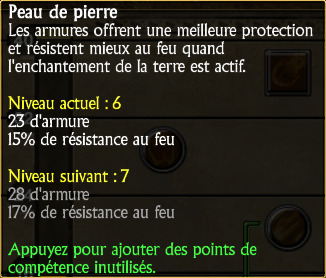 Peau de pierre
Les armures offrent une meilleure protection
et résistent mieux au feu quand
l'enchantement de la terre est actif.
Niveau actuel : 6
23 d'armure
15% de résistance au feu
Niveau suivant : 7
28 d'armure
17% de résistance au feu
Appuyez pour ajouter des points de
compétence inutilisés.